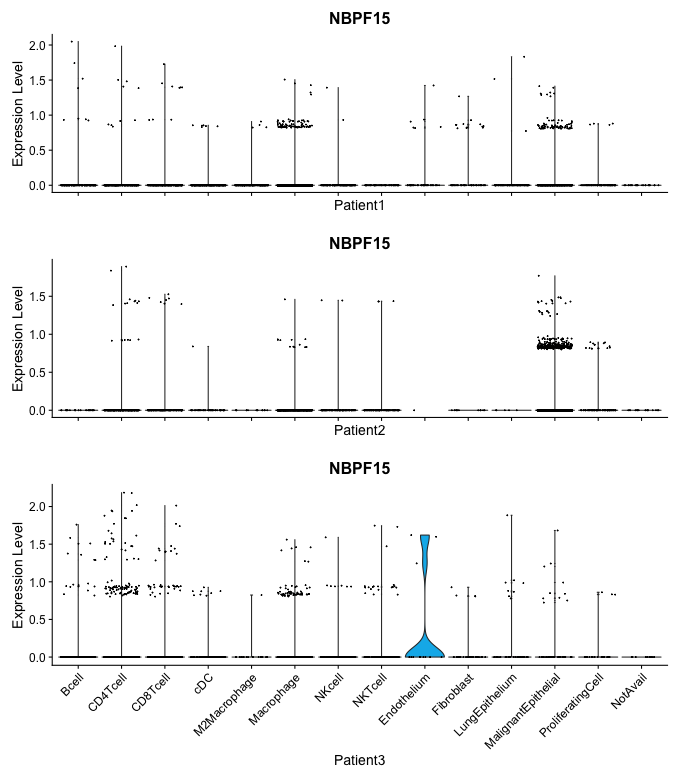 NBPF15
Expression Level
2.0
1.5
1.0
0.5
0.0
Patient1
NBPF15
Expression Level
1.5
1.0
0.5
0.0
Patient2
NBPF15
Expression Level
2.0
1.5
1.0
0.5
0.0
Bcell
CD4Tcell
CD8Tcell
cDC
M2Macrophage
Macrophage
NKcell
NKTcell
Endothelium
Fibroblast
LungEpithelium
MalignantEpithelial
ProliferatingCell
NotAvail
Patient3